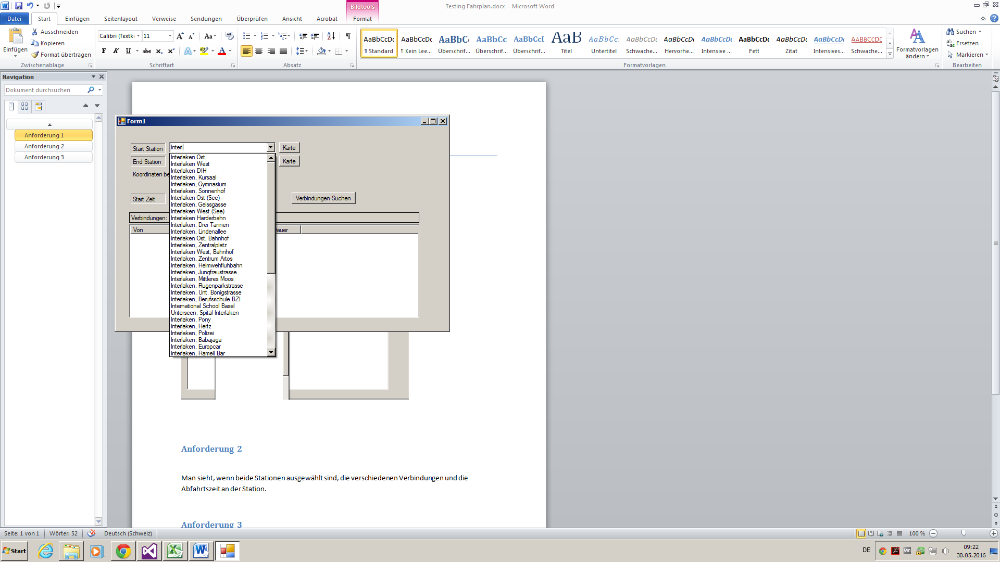 Testing Fahrplan.docx - Microsoft Word
Bildtools
Datei
Start
Einfügen
Seitenlayout
Verweise
Sendungen
Überprüfen
Ansicht
Acrobat
Format
Einfügen
Ausschneiden
Kopieren
Format übertragen
Zwischenablage
Calibri (Textk
11
Schriftart
Absatz
AaBbCcDc
¶ Standard
AaBbCcDc
¶ Kein Lee...
AaBbC
Überschrif...
AaBbCc
Überschrif...
AaBbCcI
Überschrif...
AaB
Titel
AaBbCc.
Untertitel
AaBbCcDc
Schwache...
AaBbCcDc
Hervorhe...
AaBbCcDc
Intensive ...
AaBbCcDc
Fett
AaBbCcDc
Zitat
AaBbCcDc
Intensives...
AABBCCDE
Schwache...
Formatvorlagen
ändern
Formatvorlagen
Suchen
Ersetzen
Markieren
Bearbeiten
Navigation
Dokument durchsuchen
Anforderung 1
Anforderung 2
Anforderung 3
Form1
Start Station
Interl
Karte
End Station
Karte
Koordinaten be
Start Zeit
Verbindungen Suchen
Verbindungen:
Von
auer
Interlaken Ost
Interlaken West
Interlaken DIH
Interlaken, Kursaal
Interlaken, Gymnasium
Interlaken, Sonnenhof
Interlaken Ost (See)
Interlaken, Geissgasse
Interlaken West (See)
Interlaken Harderbahn
Interlaken, Drei Tannen
Interlaken, Lindenallee
Interlaken Ost, Bahnhof
Interlaken, Zentralplatz
Interlaken West, Bahnhof
Interlaken, Zentrum Artos
Interlaken, Heimwehfluhbahn
Interlaken, Jungfraustrasse
Interlaken, Mittleres Moos
Interlaken, Rugenparkstrasse
Interlaken, Unt. Bönigstrasse
Interlaken, Berufsschule BZI
International School Basel
Unterseen, Spital Interlaken
Interlaken, Pony
Interlaken, Hertz
Interlaken, Polizei
Interlaken, Babajaga
Interlaken, Europcar
Interlaken, Rameli Bar
Anforderung 2
Man sieht, wenn beide Stationen ausgewählt sind, die verschiedenen Verbindungen und die
Abfahrtszeit an der Station.
Anforderung 3
Seite: 1 von 1
Wörter: 52
Deutsch (Schweiz)
100 %
Start
DE
09:22
30.05.2016